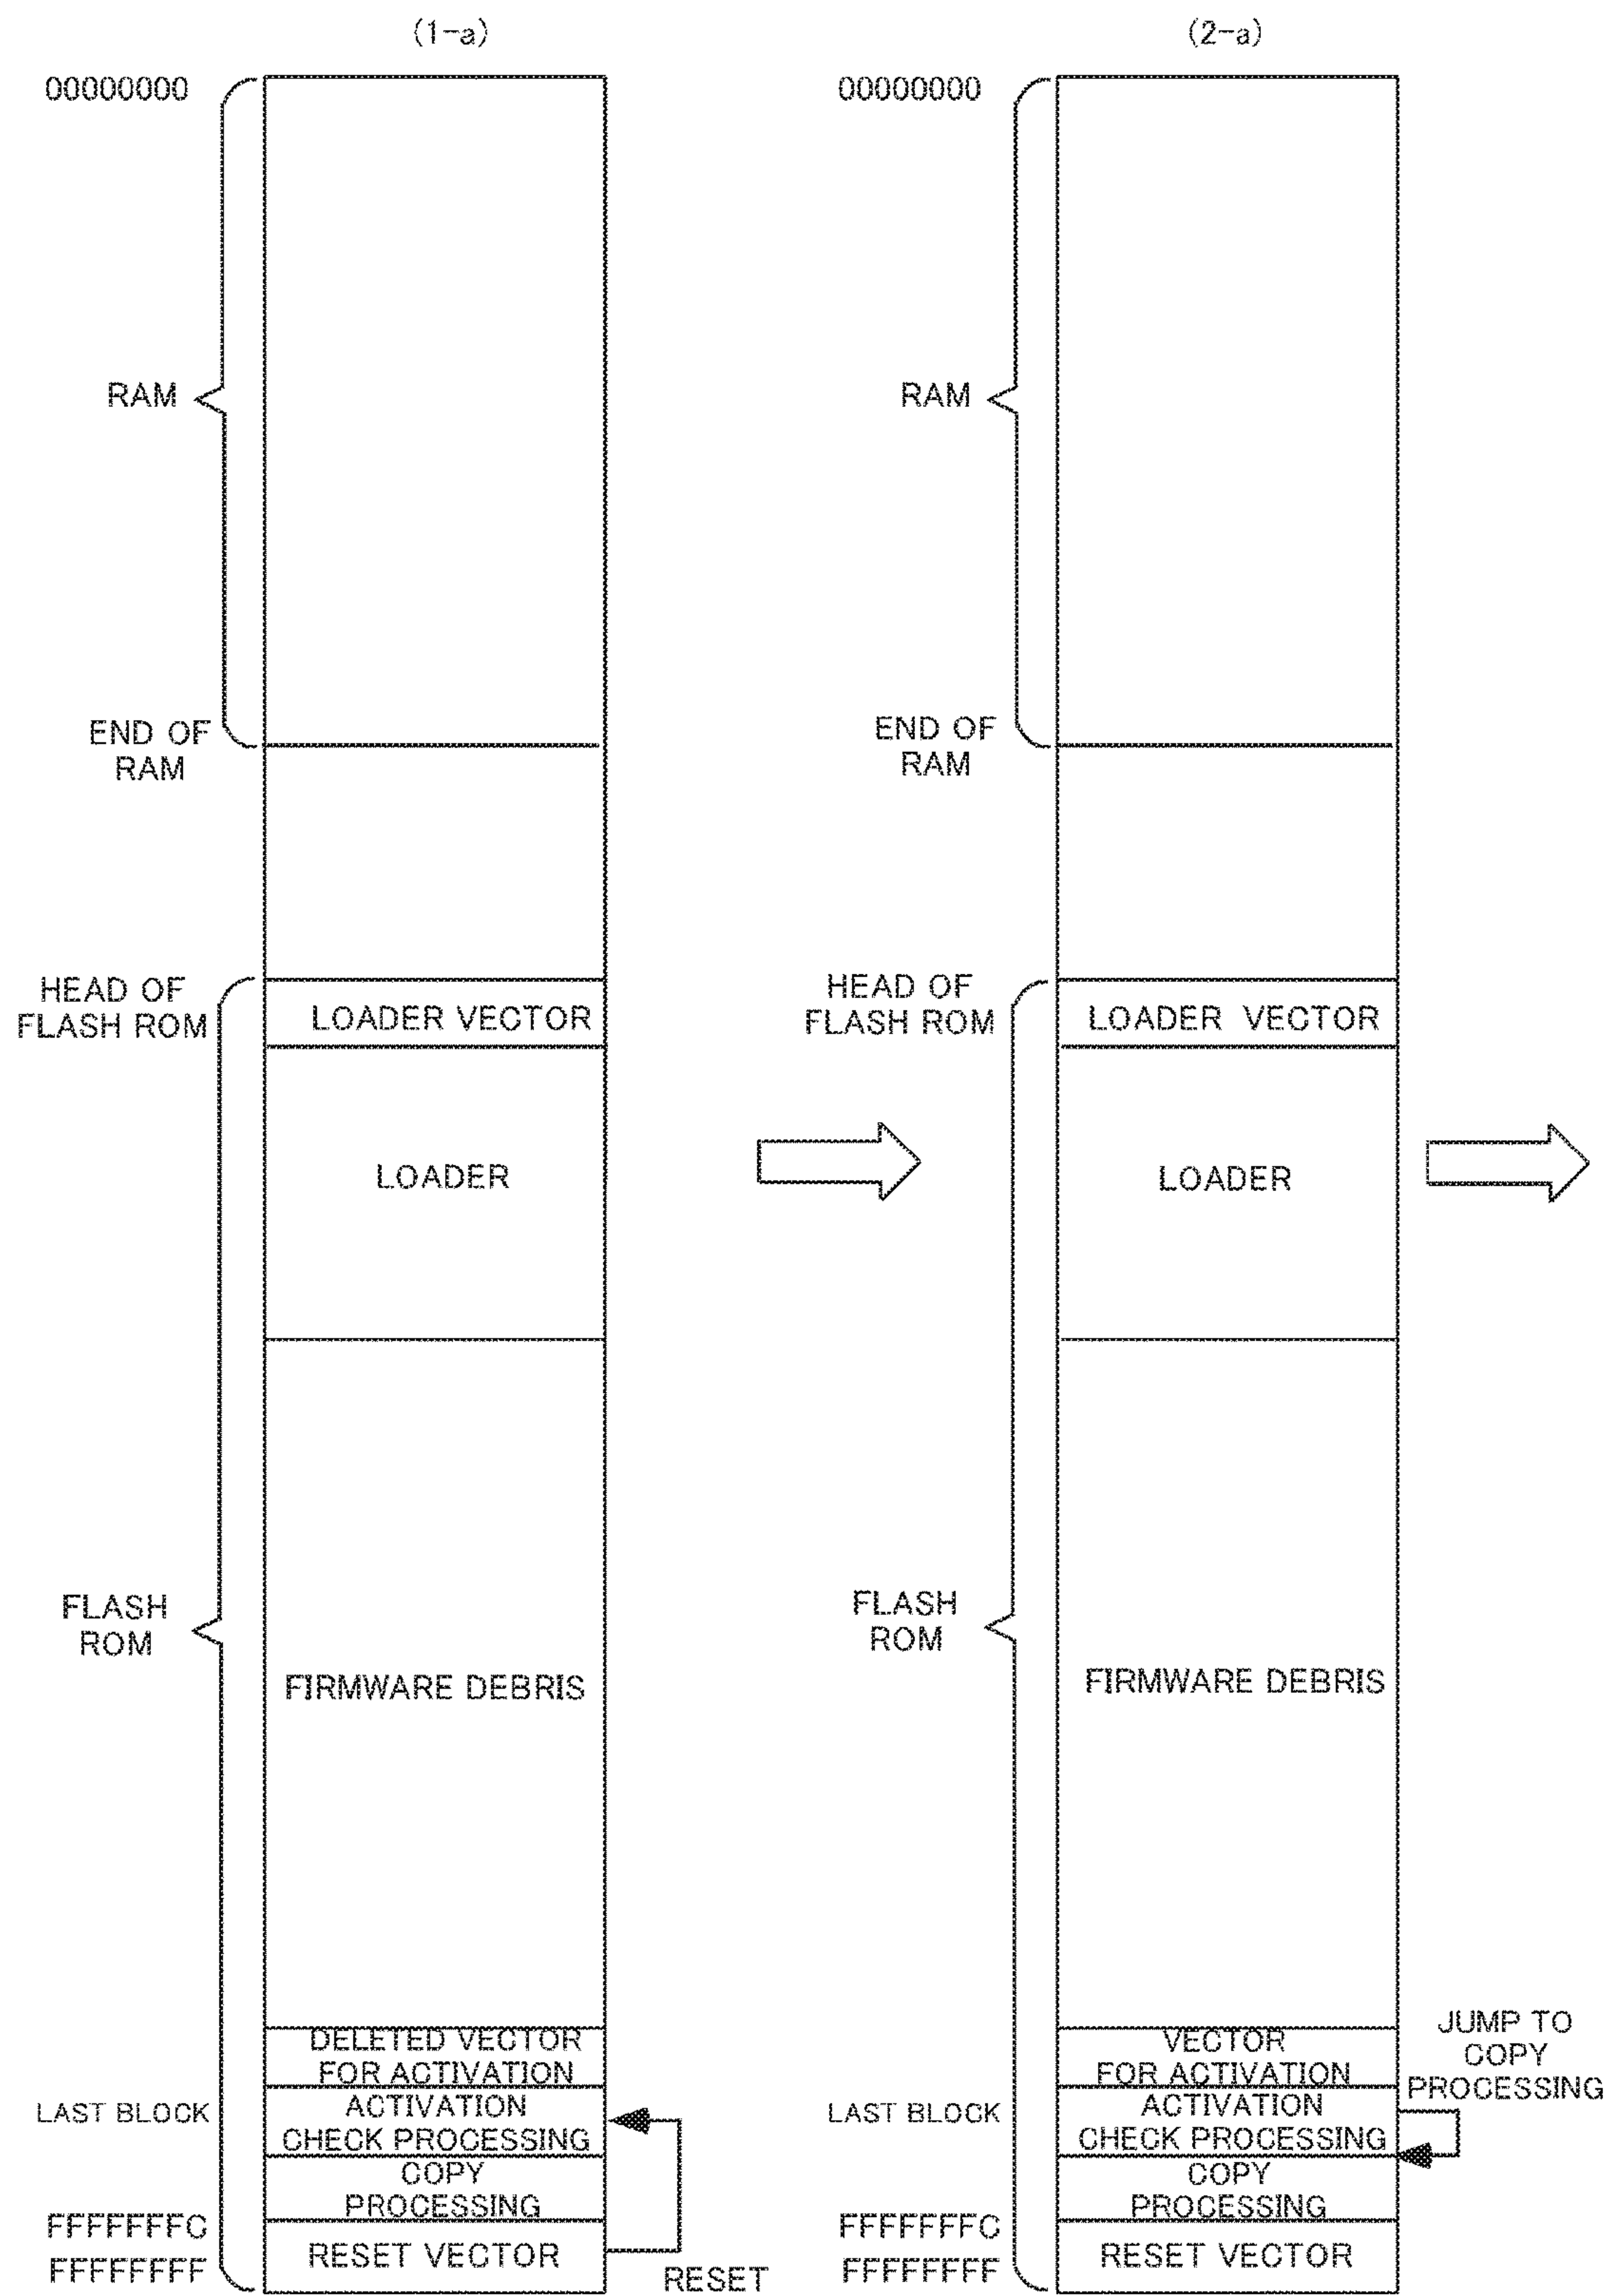 (1-a)
00000000
RAM
END OF
RAM
HEAD OF
FLASH ROM
LOADER VECTOR
LOADER
FLASH
ROM
FIRMWARE DEBRIS
DELETED VECTOR
FOR ACTIVATION
LAST BLOCK
ACTIVATION
CHECK PROCESSING
COPY
PROCESSING
FFFFFFFC
FFFFFFFF
RESET VECTOR
RESET
(2-a)
00000000
RAM
END OF
RAM
HEAD OF
FLASH ROM
LOADER VECTOR
LOADER
FLASH
ROM
FIRMWARE DEBRIS
VECTOR
FOR ACTIVATION
JUMP TO
COPY
PROCESSING
LAST BLOCK
ACTIVATION
CHECK PROCESSING
COPY
PROCESSING
FFFFFFFC
FFFFFFFF
RESET VECTOR